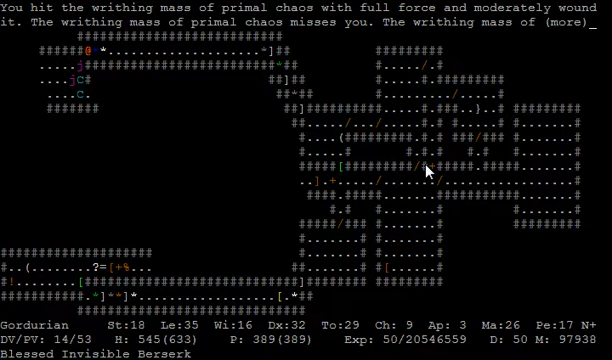 You hit the writhing mass of primal chaos with full force and moderately wound
it. The writhing mass of primal chaos misses you. The writhing mass of (more)_
Gordurian St:18 Le:35 Wi:16 Dx:32 To:29 Ch: 9 Ap: 3 Ma:26 Pe:17 N+
DV/PV: 14/53 H: 545(633) P: 389(389) Exp: 50/20546559 D: 50 M: 97938
Blessed Invisible Berserk